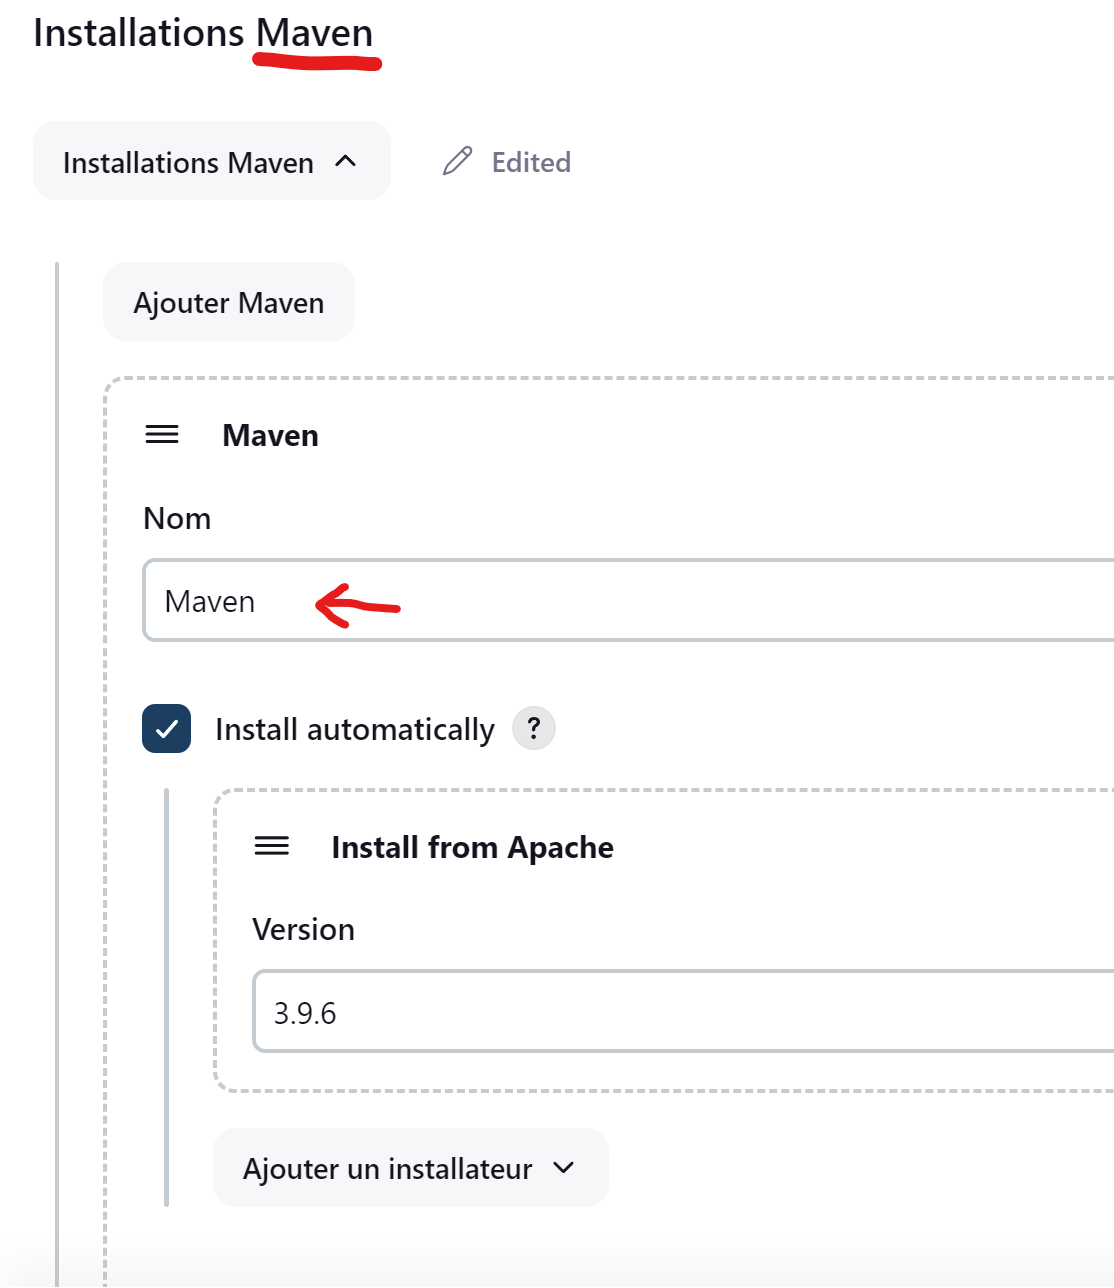 Installations Maven
Installations Maven
Edited
Ajouter Maven
Maven
Nom
Maven
Install automatically ?
Install from Apache
Version
3.9.6
Ajouter un installateur